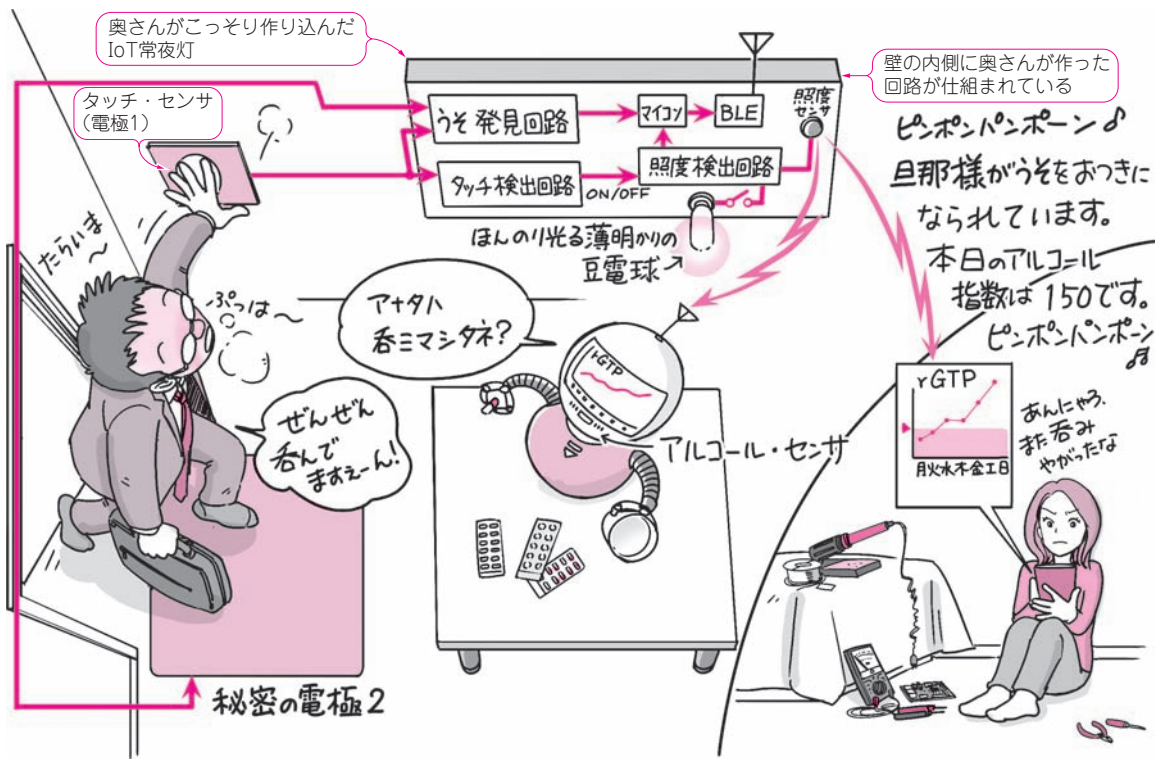 奥さんがこっそり作り込んだ
IoT常夜灯
タッチ・センサ
(電極1)
壁の内側に奥さんが作った
回路が仕組まれている
うそ発見回路
マイコン
BLE
照度
センサ
タッチ検出回路
ON/OFF
照度検出回路
ほんのり光る薄明かりの
豆電球
ピンポンパンポーン♪
旦那様がうそをおつきに
なられています。
本日のアルコール
指数は150です。
ピンポンパンポーン
♬
たらいま
〜
ぷっは〜
アナタハ
呑ミマシタネ?
ぜんぜん
呑んで
ますぇーん!
γGTP
アルコール・センサ
γGTP
月火水木金土日
あんにゃろ、
また呑み
やがったな
秘密の電極2